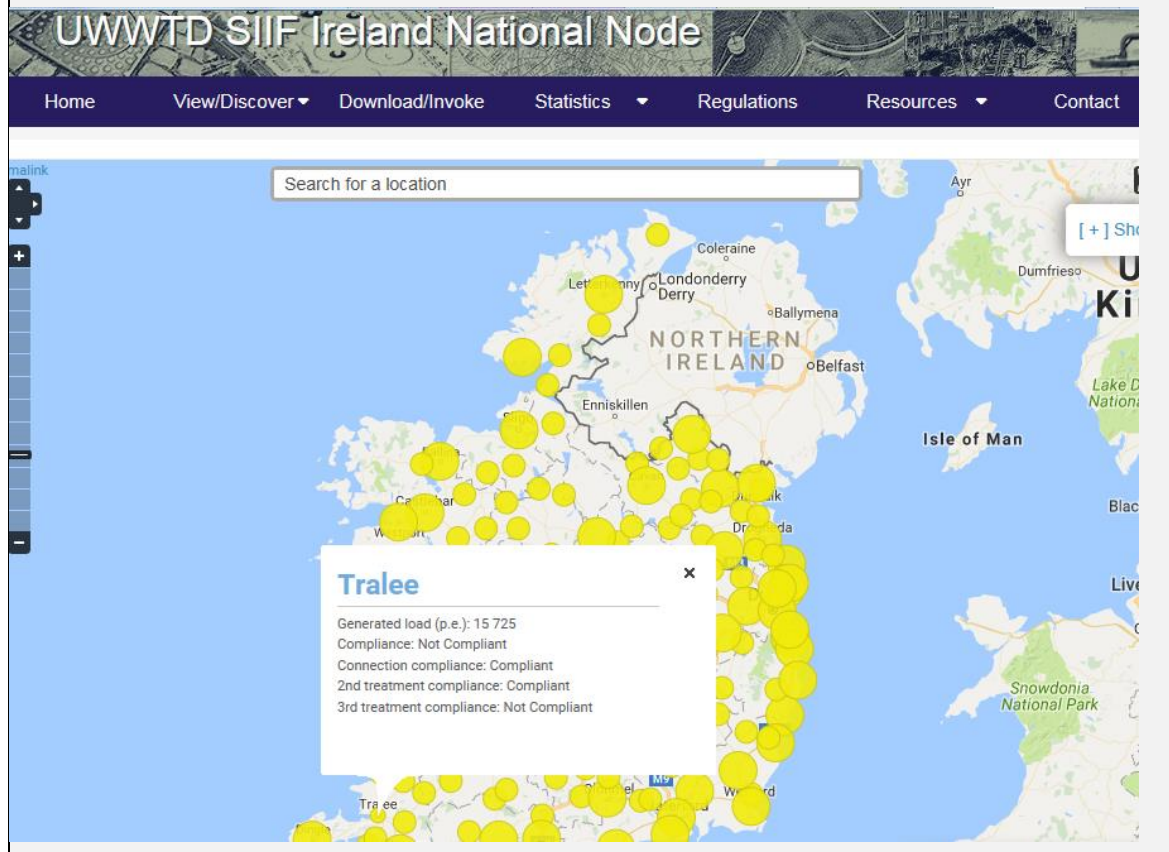 UWWTD SIIF Ireland National Node
Home View/Discover Download/Invoke Statistics Regulations Resources Contact
malink
Search for a location
Ayr
[ + ] Sho
Coleraine
Londonderry
Derry
Dumfries
U
Ki
Ballymena
NORTHERN
IRELAND
Belfast
Lake D
Nationa
Enniskillen
Isle of Man
Blac
Tralee
Generated load (p.e.): 15 725
Compliance: Not Compliant
Connection compliance: Compliant
2nd treatment compliance: Compliant
3rd treatment compliance: Not Compliant
Live
Snowdonia
National Park
M9
Tralee